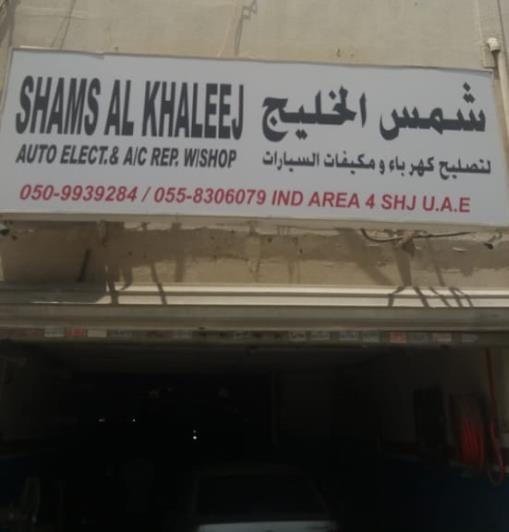 SHAMS AL KHALEEJ شمس الخليج
AUTO ELECT.& A/C REP. W/SHOP لتصليح كهرباء و مكيفات السيارات
050-9939284 / 055-8306079 IND AREA 4 SHJ U.A.E